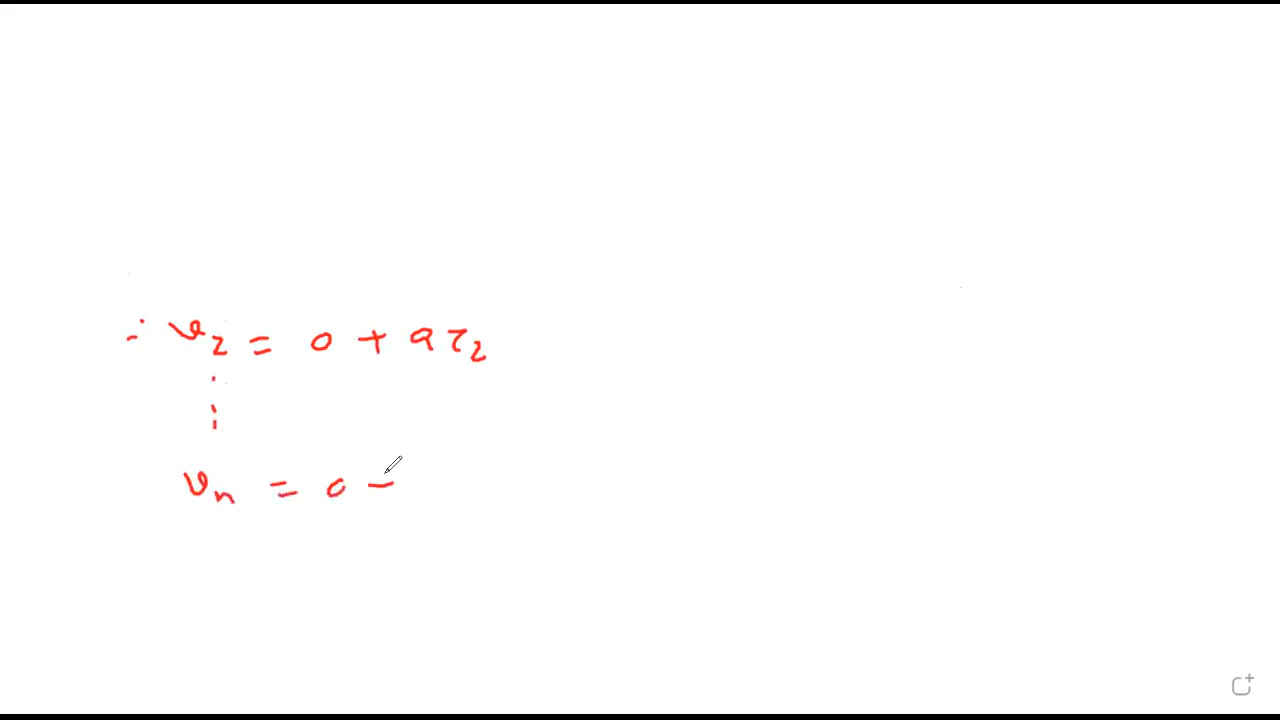 ∴ v₂ = 0 + aτ₂
⋮
vₙ = 0 −